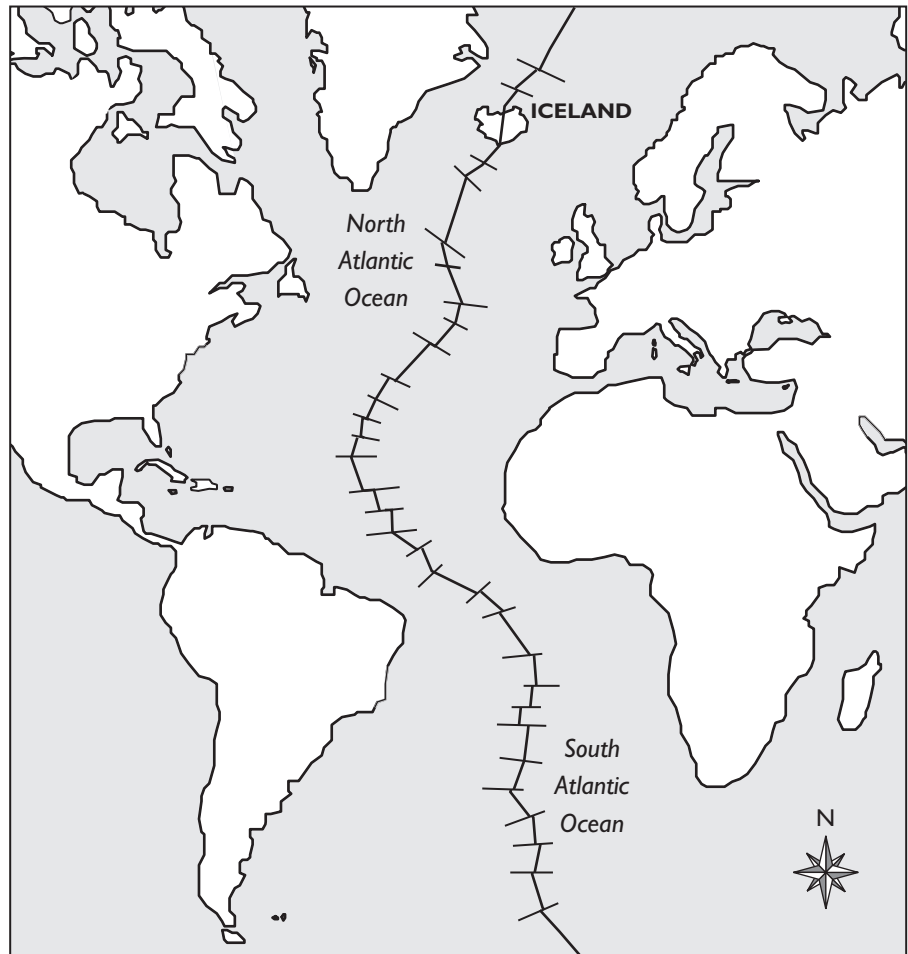 ICELAND
North
Atlantic
Ocean
South
Atlantic
Ocean
N